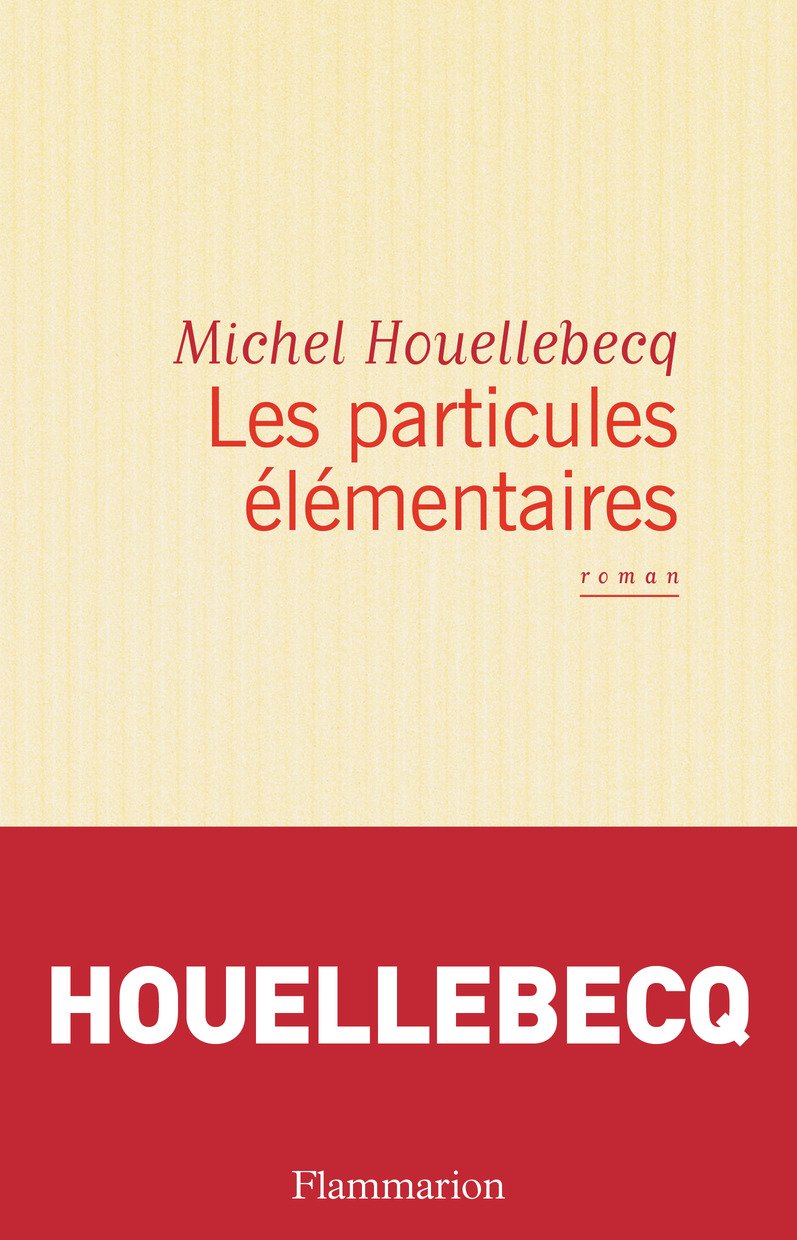 Michel Houellebecq
Les particules
élémentaires
roman
HOUELLEBECQ
Flammarion